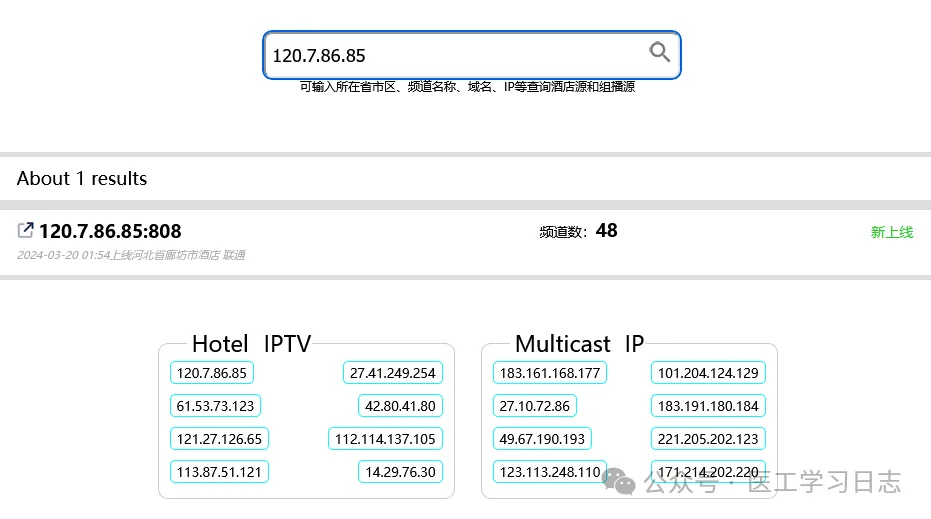 120.7.86.85
可输入所在省市区、频道名称、域名、IP等查询酒店源和组播源
About 1 results
120.7.86.85:808 频道数：48 新上线
2024-03-20 01:54上线河北省廊坊市酒店 联通
Hotel IPTV Multicast IP
120.7.86.85 27.41.249.254 183.161.168.177 101.204.124.129
61.53.73.123 42.80.41.80 27.10.72.86 183.191.180.184
121.27.126.65 112.114.137.105 49.67.190.193 221.205.202.123
113.87.51.121 14.29.76.30 123.113.248.110 171.214.202.220
公众号 · 医工学习日志